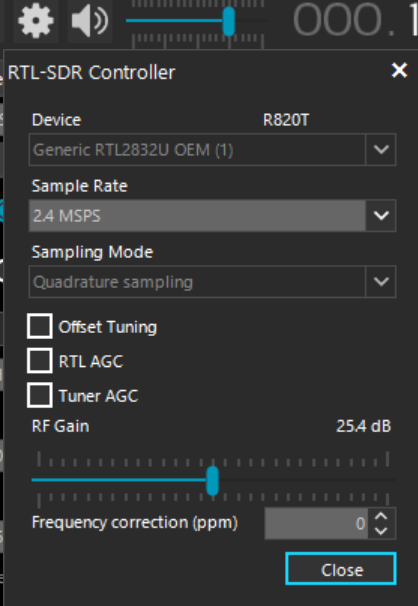 000.1
RTL-SDR Controller
Device R820T
Generic RTL2832U OEM (1)
Sample Rate
2.4 MSPS
Sampling Mode
Quadrature sampling
Offset Tuning
RTL AGC
Tuner AGC
RF Gain 25.4 dB
Frequency correction (ppm) 0
Close